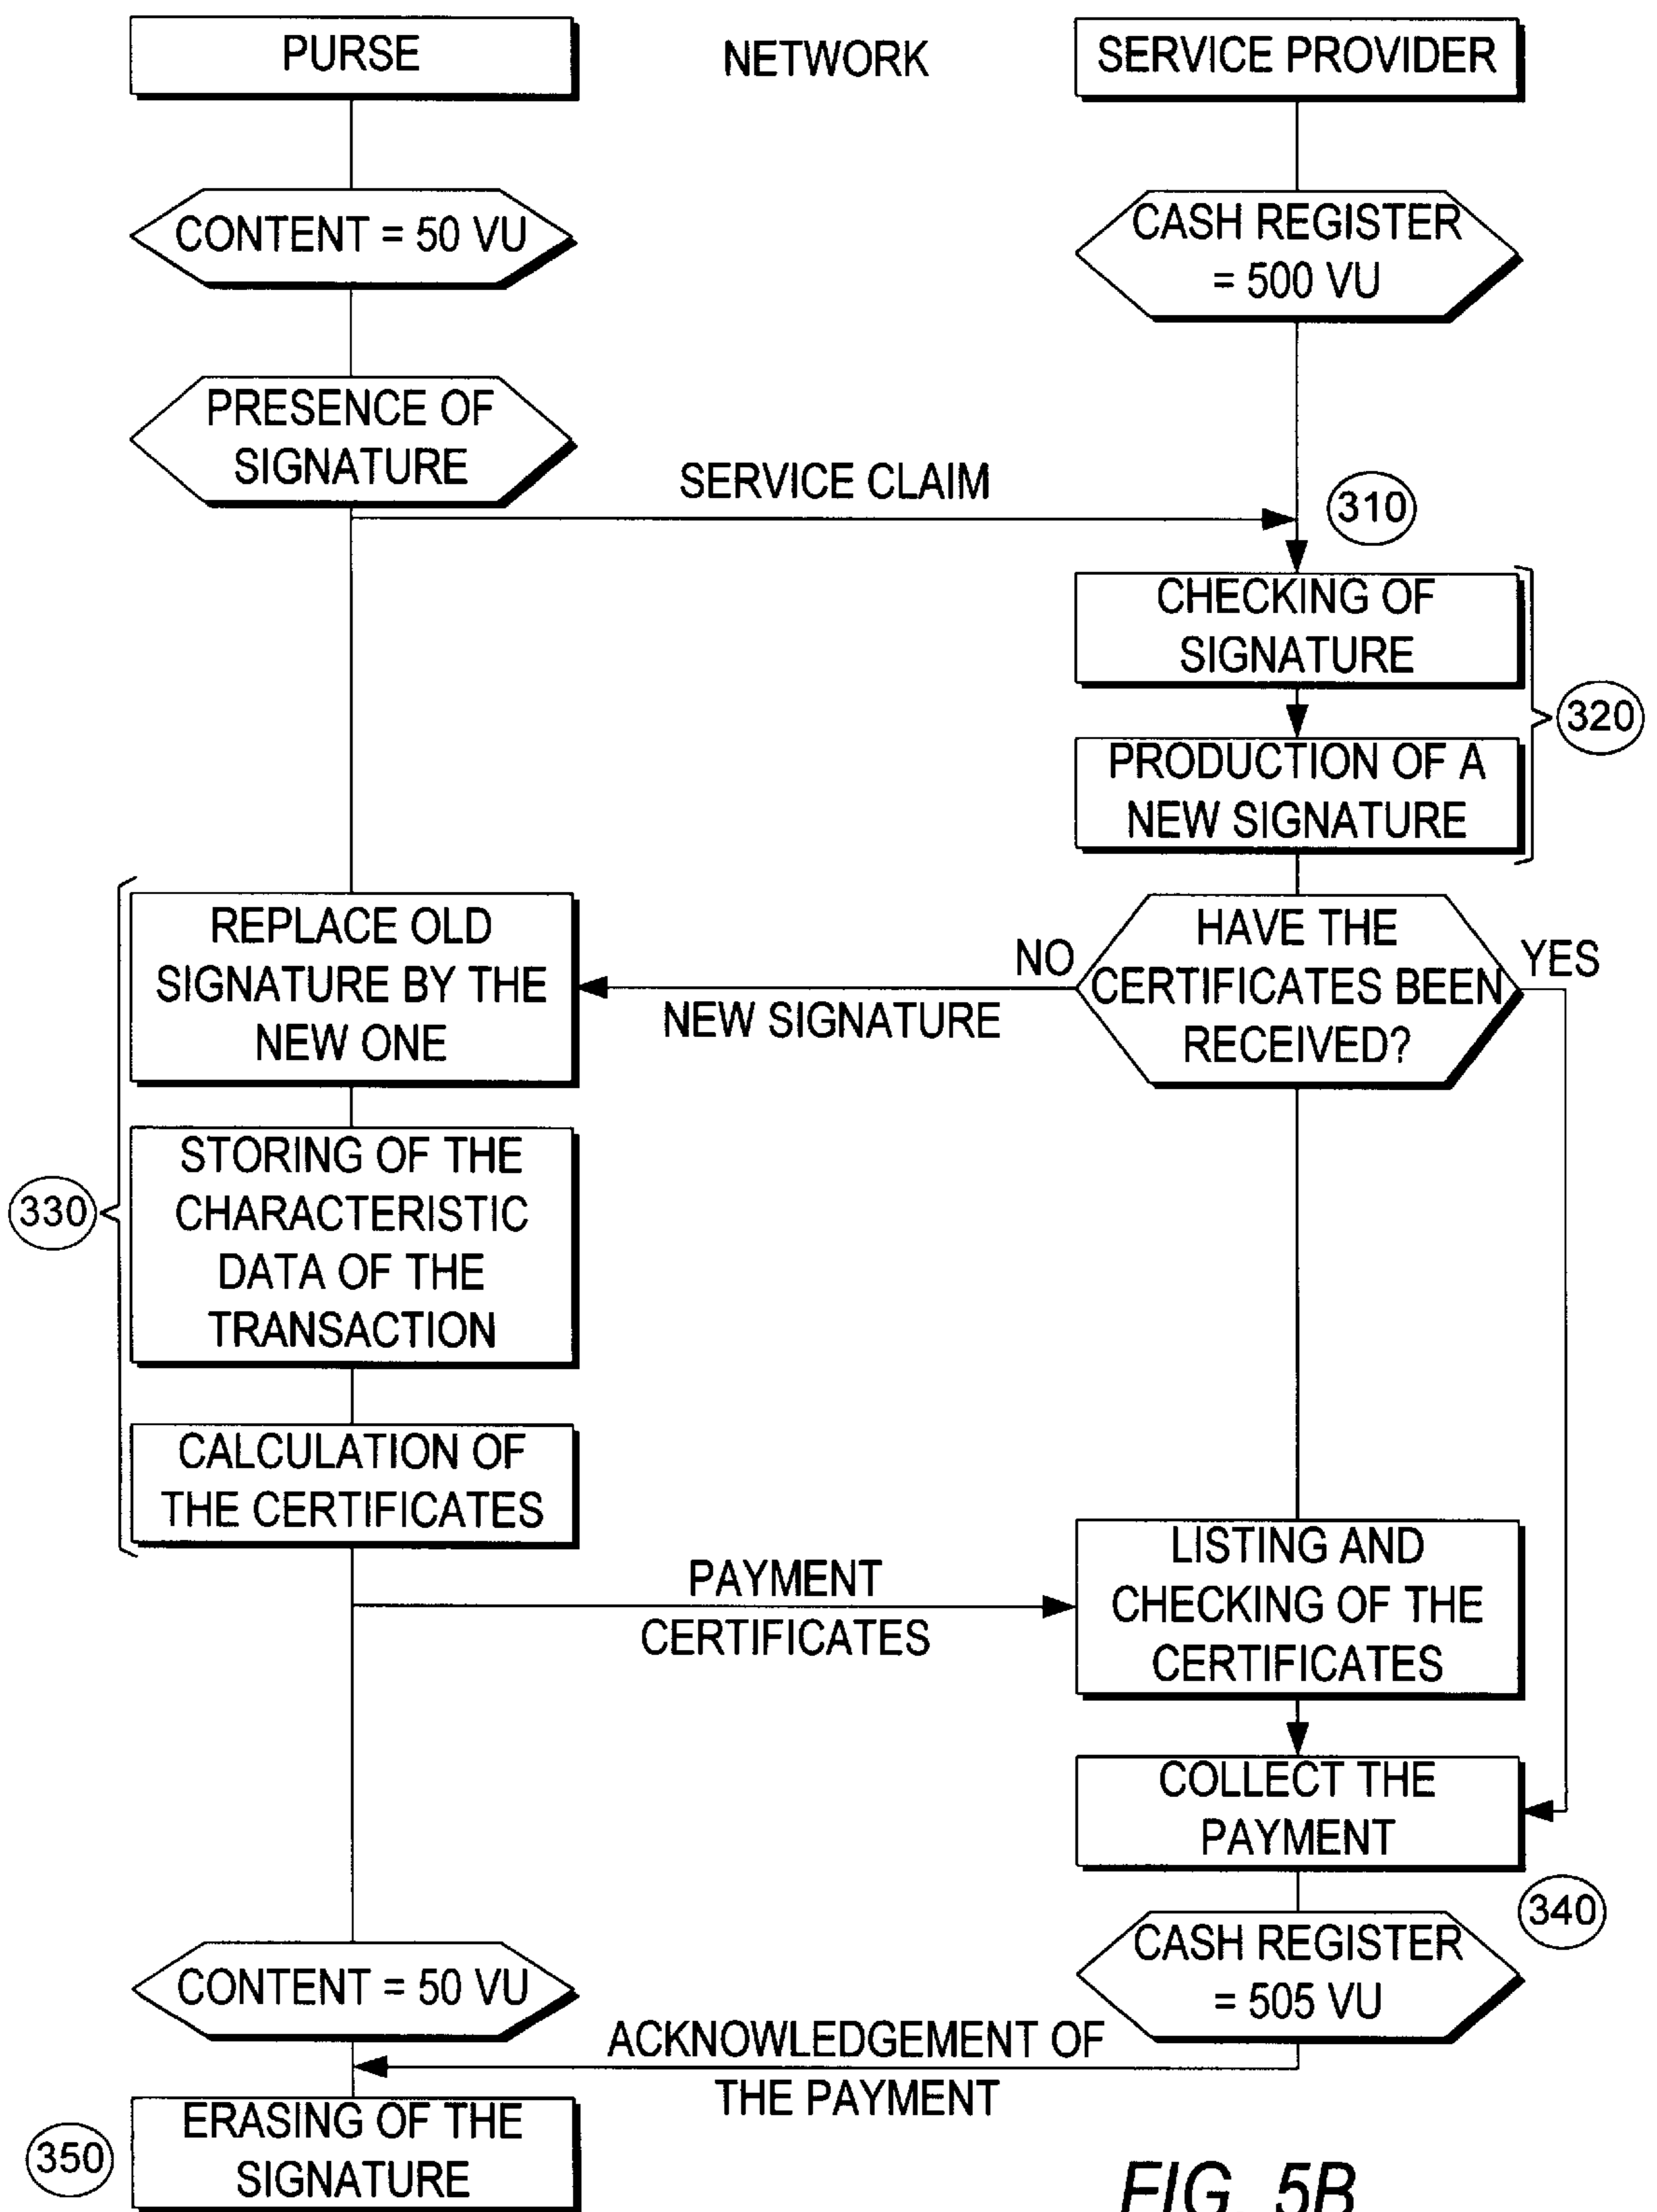 PURSE
NETWORK
SERVICE PROVIDER
CONTENT = 50 VU
CASH REGISTER
= 500 VU
PRESENCE OF
SIGNATURE
SERVICE CLAIM
310
CHECKING OF
SIGNATURE
320
PRODUCTION OF A
NEW SIGNATURE
REPLACE OLD
SIGNATURE BY THE
NEW ONE
NO
NEW SIGNATURE
HAVE THE
CERTIFICATES BEEN
RECEIVED?
YES
330
STORING OF THE
CHARACTERISTIC
DATA OF THE
TRANSACTION
CALCULATION OF
THE CERTIFICATES
PAYMENT
CERTIFICATES
LISTING AND
CHECKING OF THE
CERTIFICATES
COLLECT THE
PAYMENT
340
CONTENT = 50 VU
CASH REGISTER
= 505 VU
ACKNOWLEDGEMENT OF
THE PAYMENT
350
ERASING OF THE
SIGNATURE
FIG. 5B